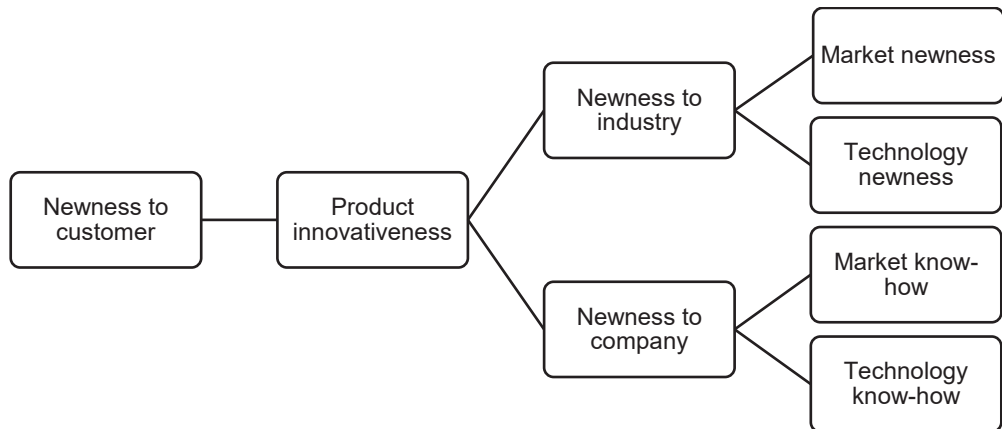 Newness to
customer
Product
innovativeness
Newness to
industry
Newness to
company
Market newness
Technology
newness
Market know-
how
Technology
know-how